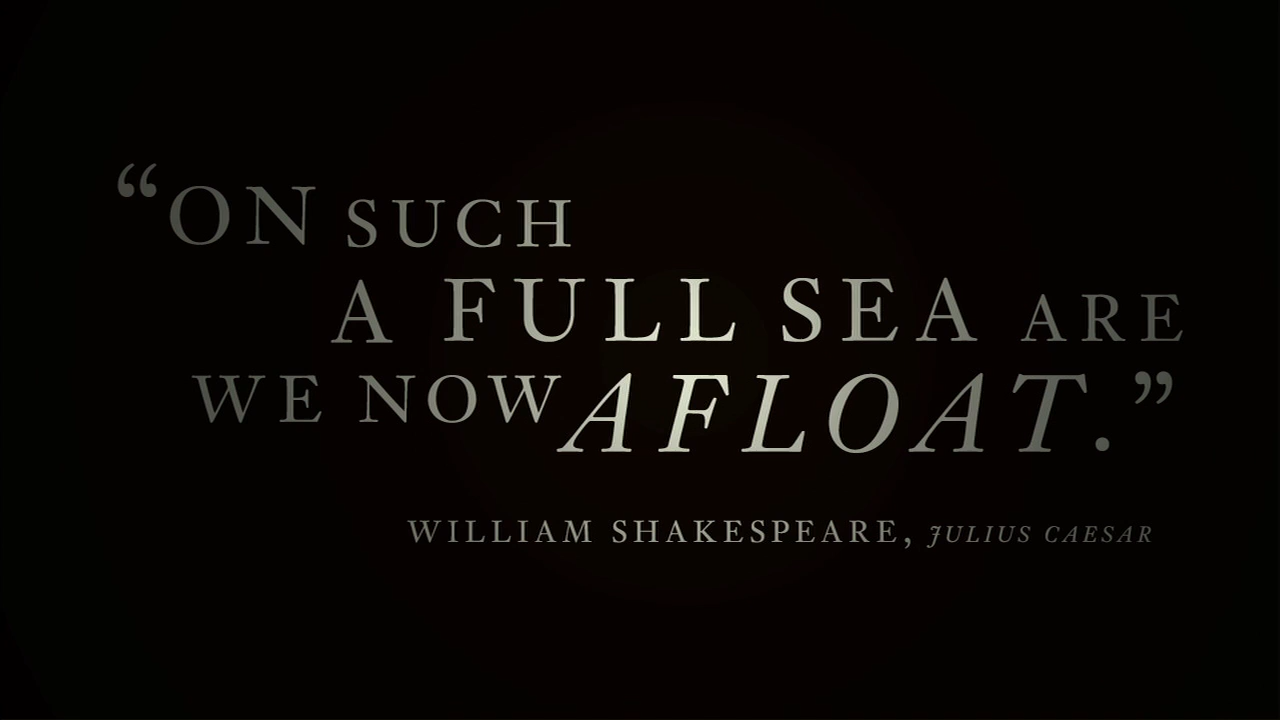 “ON SUCH
A FULL SEA ARE
WE NOW AFLOAT.”
WILLIAM SHAKESPEARE, JULIUS CAESAR